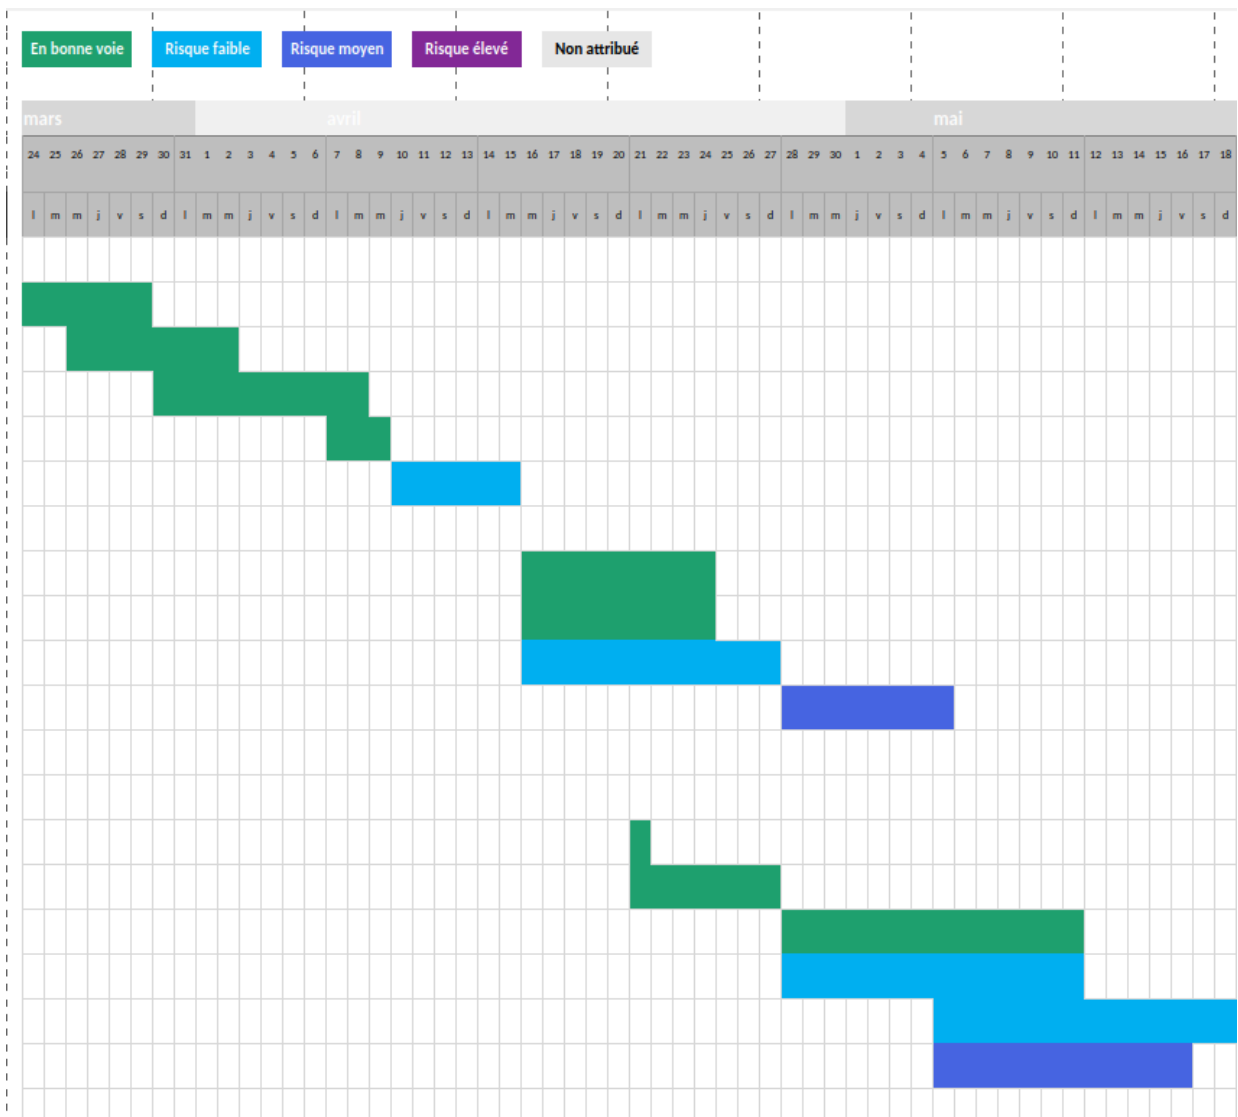 En bonne voie Risque faible Risque moyen Risque élevé Non attribué
mars avril mai
24 25 26 27 28 29 30 31 1 2 3 4 5 6 7 8 9 10 11 12 13 14 15 16 17 18 19 20 21 22 23 24 25 26 27 28 29 30 1 2 3 4 5 6 7 8 9 10 11 12 13 14 15 16 17 18
l m m j v s d l m m j v s d l m m j v s d l m m j v s d l m m j v s d l m m j v s d l m m j v s d l m m j v s d